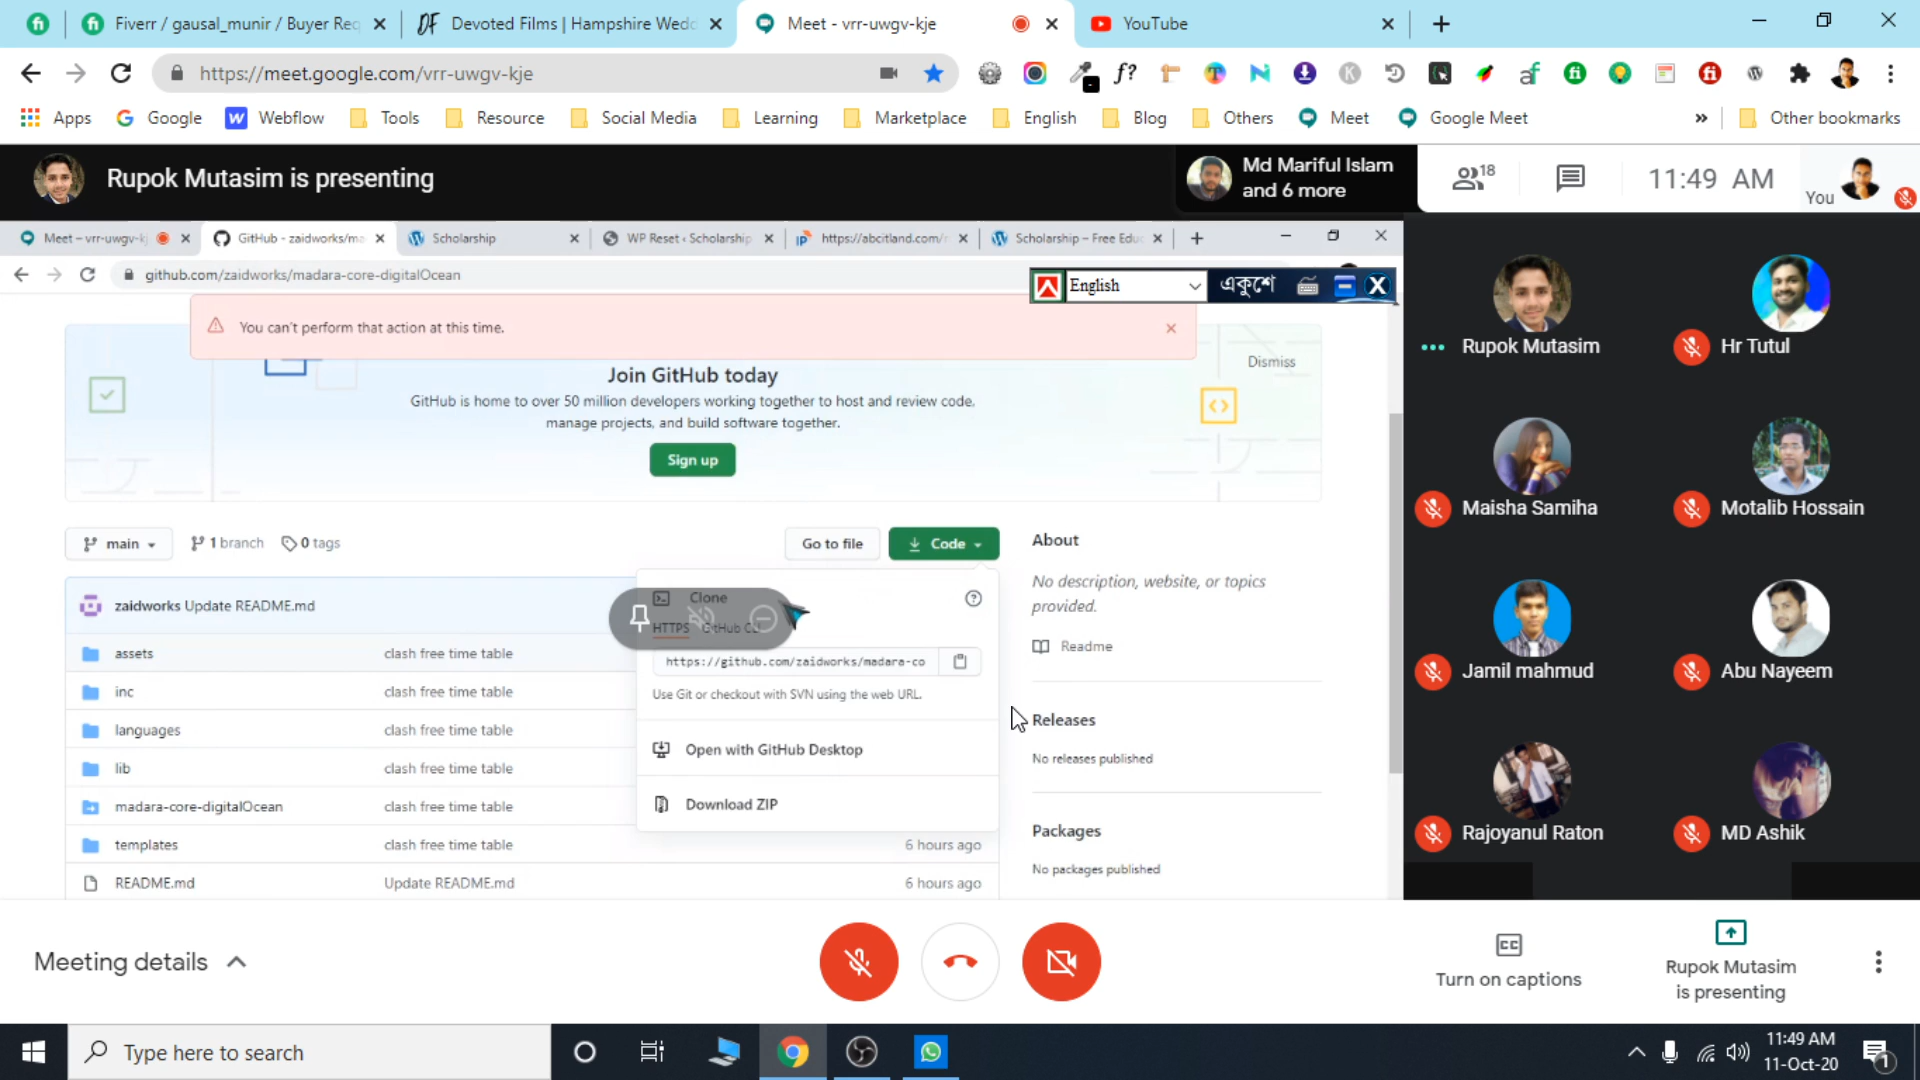 Fiverr / gausal_munir / Buyer Req
Devoted Films | Hampshire Wedd
Meet - vrr-uwgv-kje
YouTube
https://meet.google.com/vrr-uwgv-kje
Apps
Google
Webflow
Tools
Resource
Social Media
Learning
Marketplace
English
Blog
Others
Meet
Google Meet
Other bookmarks
Rupok Mutasim is presenting
Md Mariful Islam
and 6 more
18
11:49 AM
You
Meet – vrr-uwgv-kj
GitHub - zaidworks/ma
Scholarship
WP Reset ‹ Scholarship
https://abcitland.com/
Scholarship – Free Edu
github.com/zaidworks/madara-core-digitalOcean
English
একুশে
You can't perform that action at this time.
Dismiss
Join GitHub today
GitHub is home to over 50 million developers working together to host and review code,
manage projects, and build software together.
Sign up
main
1 branch
0 tags
Go to file
Code
zaidworks Update README.md
assets
clash free time table
inc
clash free time table
languages
clash free time table
lib
clash free time table
madara-core-digitalOcean
clash free time table
templates
clash free time table
6 hours ago
README.md
Update README.md
6 hours ago
Clone
HTTPS
GitHub CLI
https://github.com/zaidworks/madara-co
Use Git or checkout with SVN using the web URL.
Open with GitHub Desktop
Download ZIP
About
No description, website, or topics
provided.
Readme
Releases
No releases published
Packages
No packages published
Rupok Mutasim
Hr Tutul
Maisha Samiha
Motalib Hossain
Jamil mahmud
Abu Nayeem
Rajoyanul Raton
MD Ashik
Meeting details
Turn on captions
Rupok Mutasim
is presenting
Type here to search
11:49 AM
11-Oct-20
1